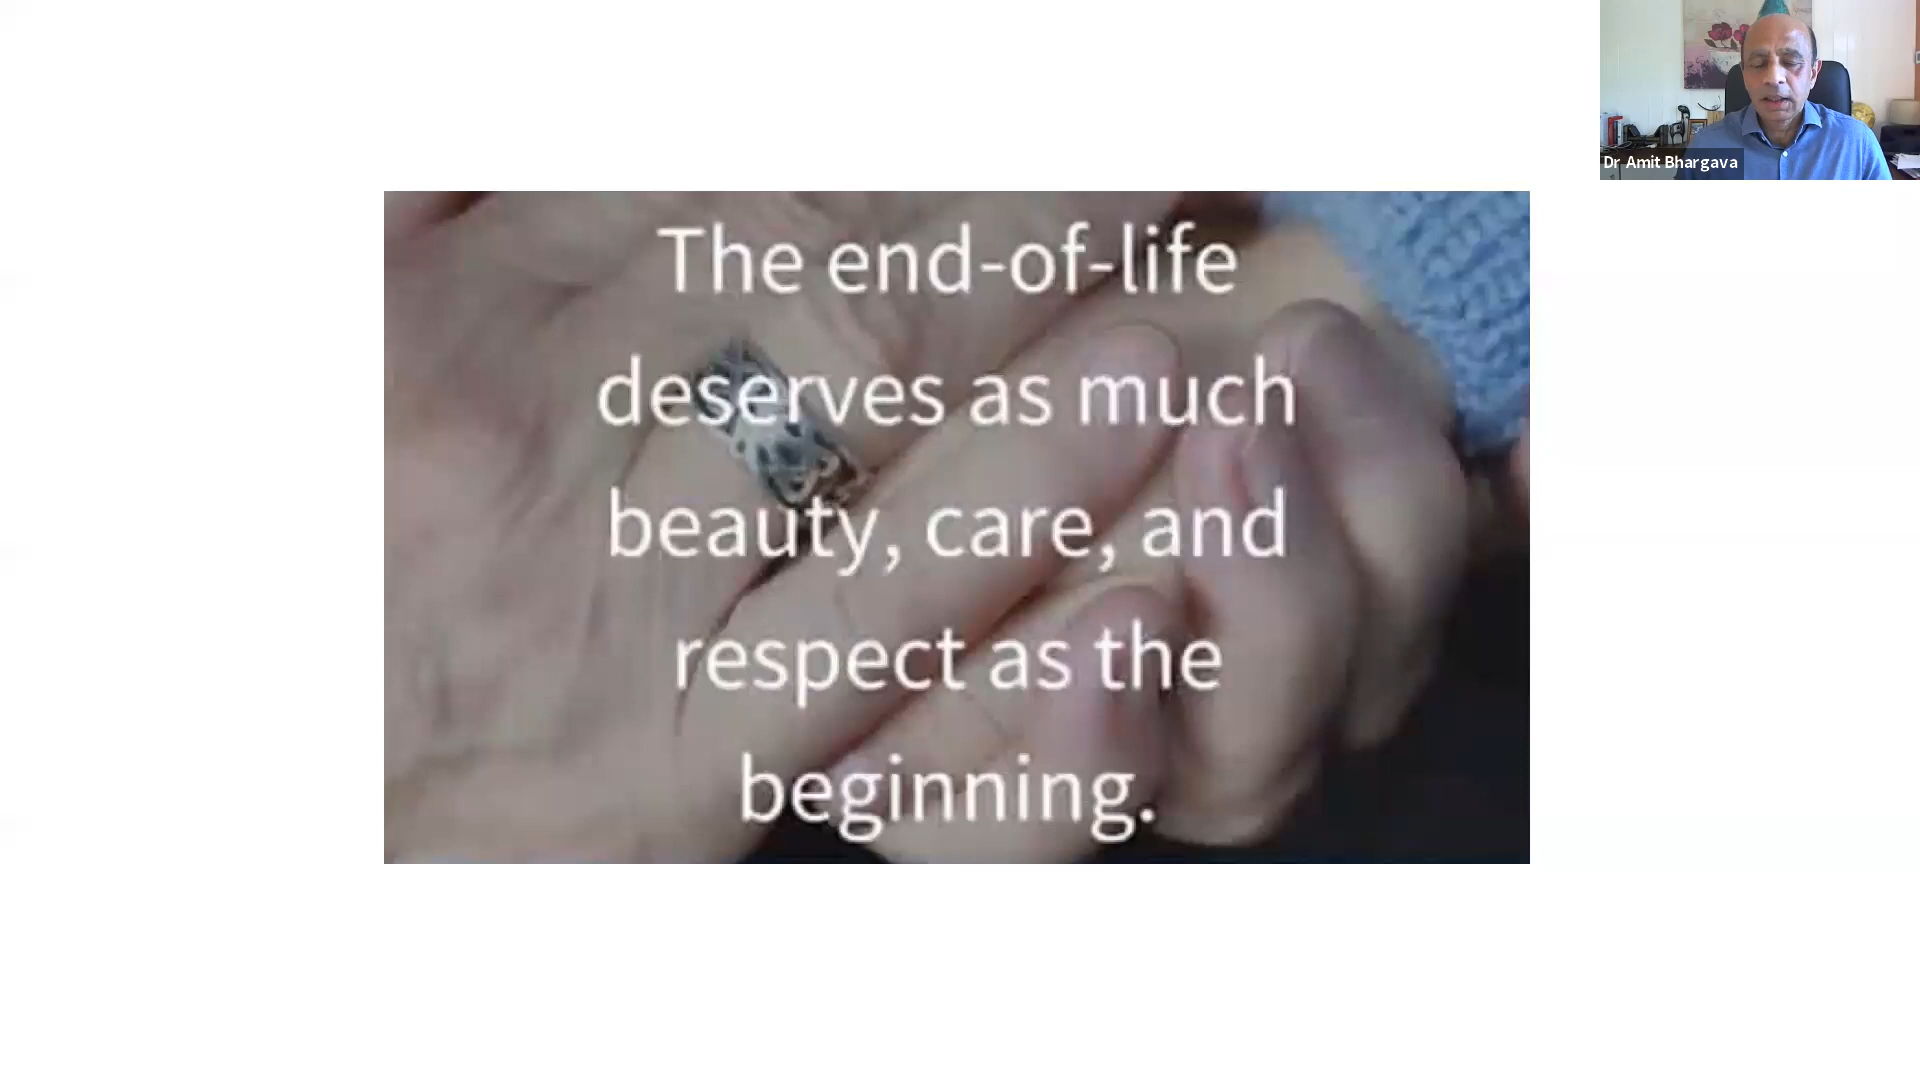 The end-of-life
deserves as much
beauty, care, and
respect as the
beginning.
Dr Amit Bhargava